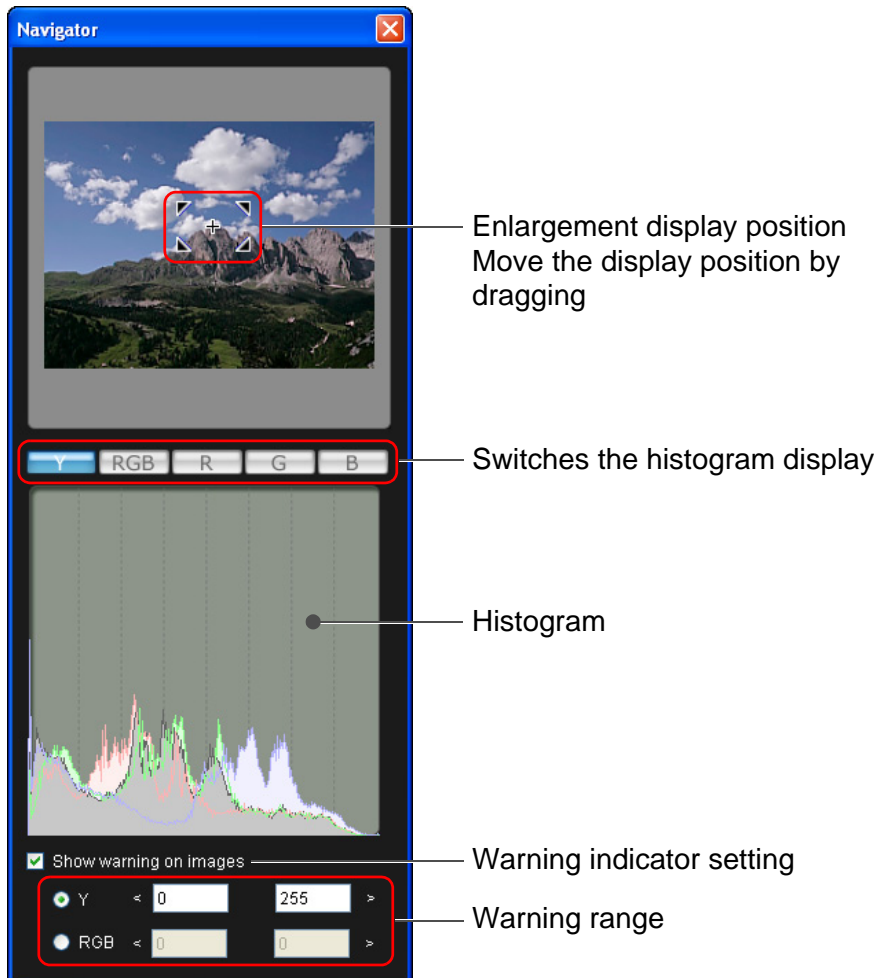 Navigator
Enlargement display position
Move the display position by
dragging
Y RGB R G B
Switches the histogram display
Histogram
Show warning on images
Warning indicator setting
Y < 0 255 >
Warning range
RGB < 0 0 >